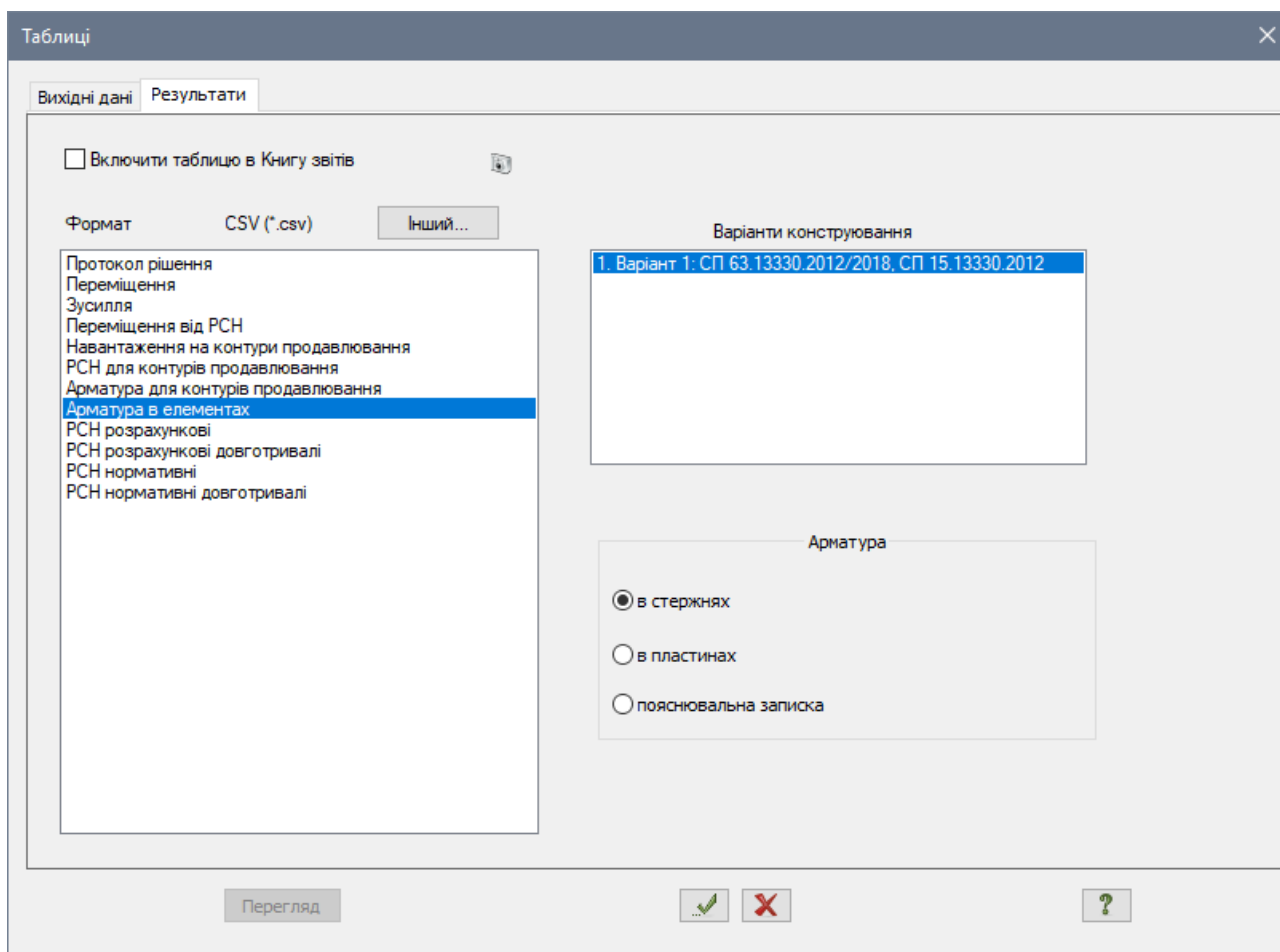 Таблиці
Вихідні дані
Результати
Включити таблицю в Книгу звітів
Формат
CSV (*.csv)
Інший...
Протокол рішення
Переміщення
Зусилля
Переміщення від РСН
Навантаження на контури продавлювання
РСН для контурів продавлювання
Арматура для контурів продавлювання
Арматура в елементах
РСН розрахункові
РСН розрахункові довготривалі
РСН нормативні
РСН нормативні довготривалі
Варіанти конструювання
1. Варіант 1: СП 63.13330.2012/2018, СП 15.13330.2012
Арматура
в стержнях
в пластинах
пояснювальна записка
Перегляд
?